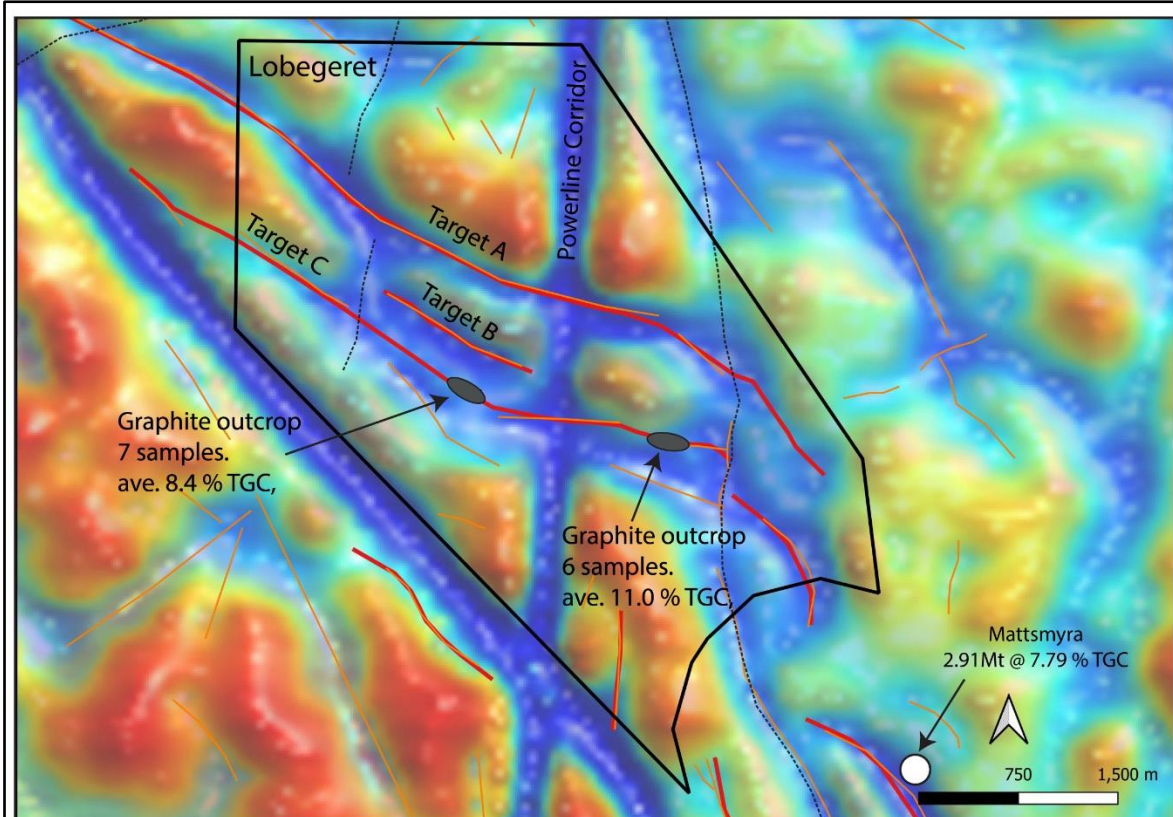 Lobegeret
Powerline Corridor
Target A
Target C
Target B
Graphite outcrop
7 samples.
ave. 8.4 % TGC,
Graphite outcrop
6 samples.
ave. 11.0 % TGC,
Mattsmyra
2.91Mt @ 7.79 % TGC
750
1,500 m